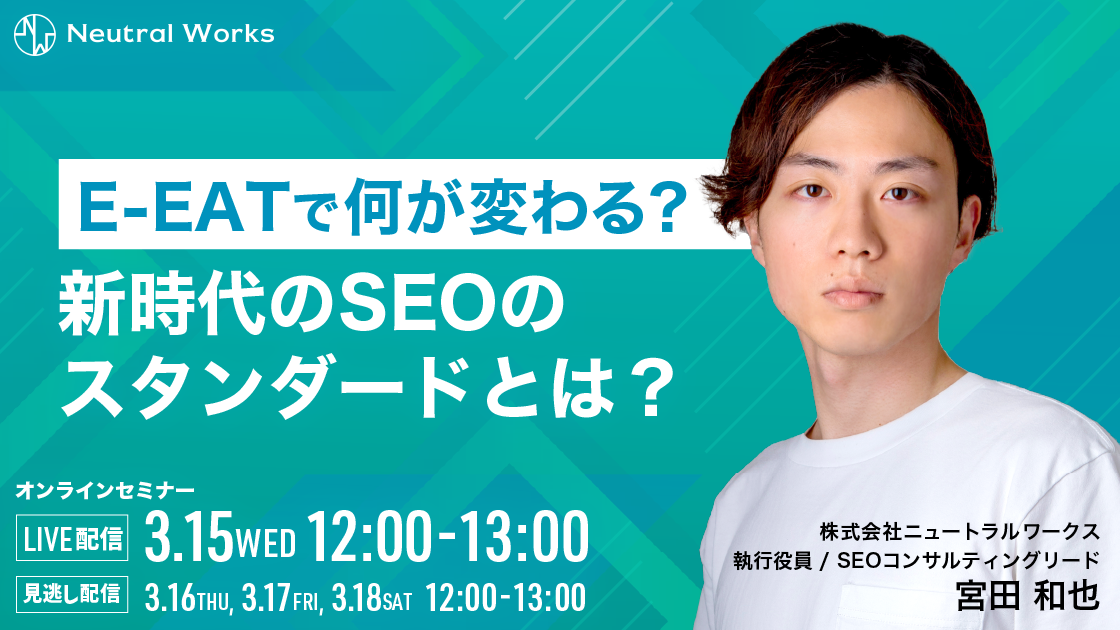 Neutral Works
E-EATで何が変わる?
新時代のSEOの
スタンダードとは？
オンラインセミナー
LIVE配信 3.15WED 12:00-13:00
見逃し配信 3.16THU, 3.17FRI, 3.18SAT 12:00-13:00
株式会社ニュートラルワークス
執行役員 / SEOコンサルティングリード
宮田 和也